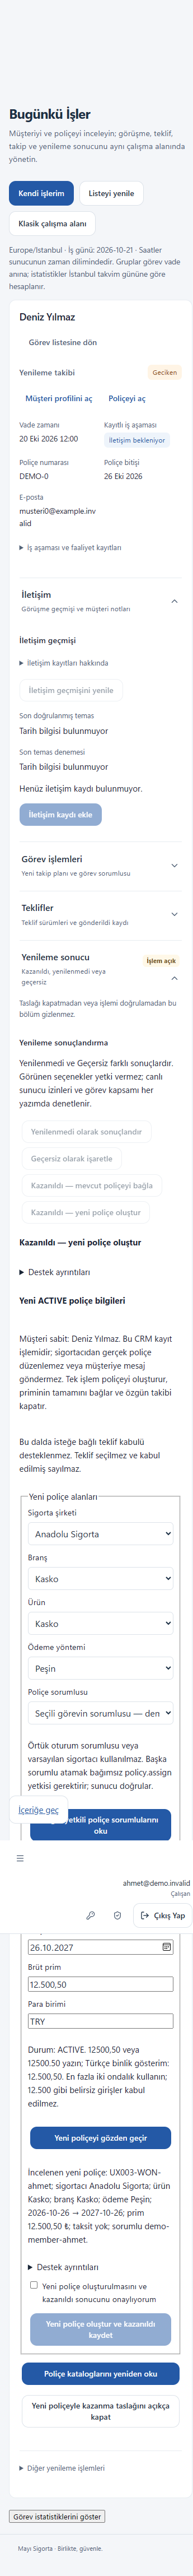 Bugünkü İşler
Müşteriyi ve poliçeyi inceleyin; görüşme, teklif,
takip ve yenileme sonucunu aynı çalışma alanında
yönetin.
Kendi işlerim
Listeyi yenile
Klasik çalışma alanı
Europe/Istanbul · İş günü: 2026-10-21 · Saatler
sunucunun zaman dilimindedir. Gruplar görev vade
anına; istatistikler İstanbul takvim gününe göre
hesaplanır.
Deniz Yılmaz
Görev listesine dön
Yenileme takibi
Geciken
Müşteri profilini aç
Poliçeyi aç
Vade zamanı
Kayıtlı iş aşaması
20 Eki 2026 12:00
İletişim bekleniyor
Poliçe numarası
Poliçe bitişi
DEMO-0
26 Eki 2026
E-posta
musteri0@example.inv
alid
İş aşaması ve faaliyet kayıtları
İletişim
Görüşme geçmişi ve müşteri notları
İletişim geçmişi
İletişim kayıtları hakkında
İletişim geçmişini yenile
Son doğrulanmış temas
Tarih bilgisi bulunmuyor
Son temas denemesi
Tarih bilgisi bulunmuyor
Henüz iletişim kaydı bulunmuyor.
İletişim kaydı ekle
Görev işlemleri
Yeni takip planı ve görev sorumlusu
Teklifler
Teklif sürümleri ve gönderildi kaydı
Yenileme sonucu
İşlem açık
Kazanıldı, yenilenmedi veya
geçersiz
Taslağı kapatmadan veya işlemi doğrulamadan bu
bölüm gizlenmez.
Yenileme sonuçlandırma
Yenilenmedi ve Geçersiz farklı sonuçlardır.
Görünen seçenekler yetki vermez; canlı
sunucu izinleri ve görev kapsamı her
yazımda denetlenir.
Yenilenmedi olarak sonuçlandır
Geçersiz olarak işaretle
Kazanıldı — mevcut poliçeyi bağla
Kazanıldı — yeni poliçe oluştur
Kazanıldı — yeni poliçe oluştur
Destek ayrıntıları
Yeni ACTIVE poliçe bilgileri
Müşteri sabit: Deniz Yılmaz. Bu CRM kayıt
işlemidir; sigortacıdan gerçek poliçe
düzenlemez veya müşteriye mesaj
göndermez. Tek işlem poliçeyi oluşturur,
priminin tamamını bağlar ve özgün takibi
kapatır.
Bu dalda isteğe bağlı teklif kabulü
desteklenmez. Teklif seçilmez ve kabul
edilmiş sayılmaz.
Yeni poliçe alanları
Sigorta şirketi
Anadolu Sigorta
Branş
Kasko
Ürün
Kasko
Ödeme yöntemi
Peşin
Poliçe sorumlusu
Seçili görevin sorumlusu — den
Örtük oturum sorumlusu veya
varsayılan sigortacı kullanılmaz. Başka
sorumlu atamak bağımsız policy.assign
yetkisi gerektirir; sunucu doğrular.
İçeriğe geç
yetkili poliçe sorumlularını
oku
ahmet@demo.invalid
Çalışan
Çıkış Yap
26.10.2027
Brüt prim
12.500,50
Para birimi
TRY
Durum: ACTIVE. 12500,50 veya
12500.50 yazın; Türkçe binlik gösterim:
12.500,50. En fazla iki ondalık kullanın;
12.500 gibi belirsiz girişler kabul
edilmez.
Yeni poliçeyi gözden geçir
İncelenen yeni poliçe: UX003-WON-
ahmet; sigortacı Anadolu Sigorta; ürün
Kasko; branş Kasko; ödeme Peşin;
2026-10-26 → 2027-10-26; prim
12.500,50 ₺; taksit yok; sorumlu demo-
member-ahmet.
Destek ayrıntıları
Yeni poliçe oluşturulmasını ve
kazanıldı sonucunu onaylıyorum
Yeni poliçe oluştur ve kazanıldı
kaydet
Poliçe kataloglarını yeniden oku
Yeni poliçeyle kazanma taslağını açıkça
kapat
Diğer yenileme işlemleri
Görev istatistiklerini göster
Mayı Sigorta · Birlikte, güvenle.